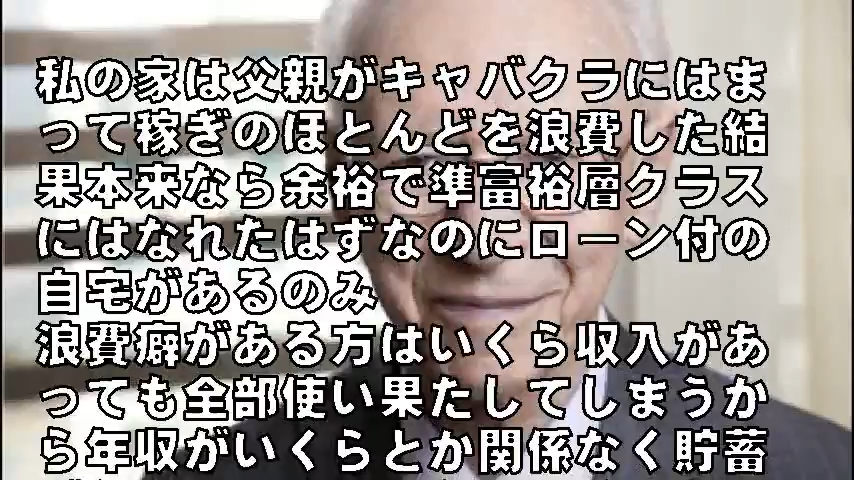 私の家は父親がキャバクラにはま
って稼ぎのほとんどを浪費した結
果本来なら余裕で準富裕層クラス
にはなれたはずなのにローン付の
自宅があるのみ
浪費癖がある方はいくら収入があ
っても全部使い果たしてしまうか
ら年収がいくらとか関係なく貯蓄